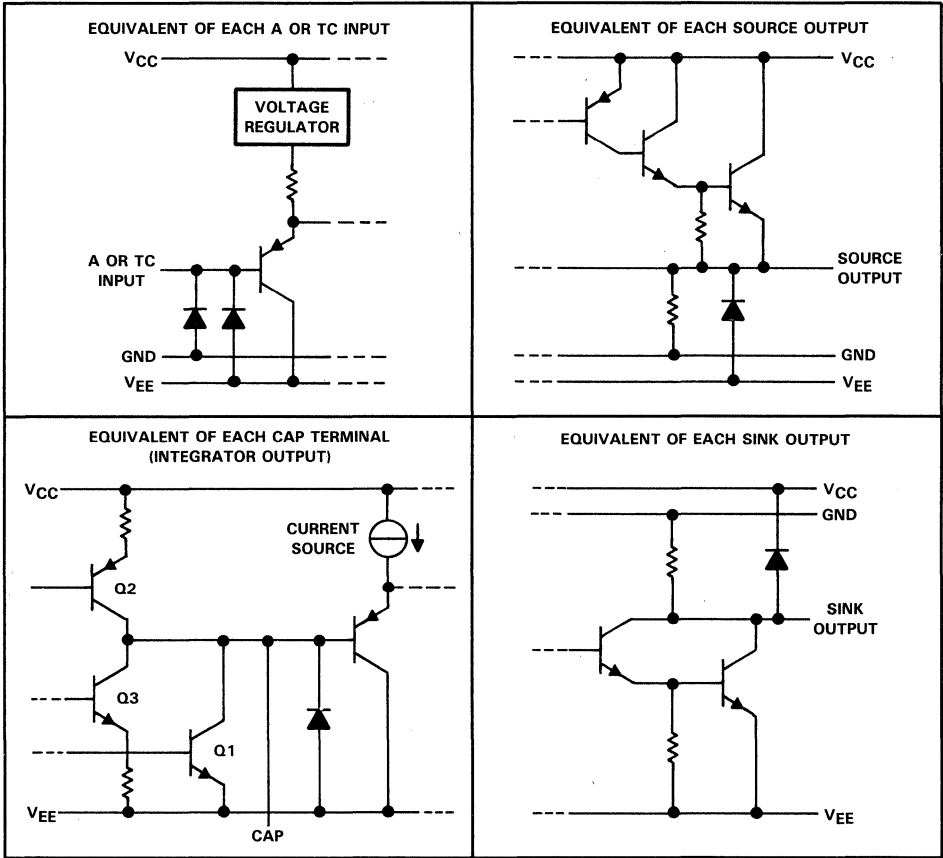 EQUIVALENT OF EACH A OR TC INPUT
VCC
VOLTAGE
REGULATOR
A OR TC
INPUT
GND
VEE
EQUIVALENT OF EACH SOURCE OUTPUT
VCC
SOURCE
OUTPUT
GND
VEE
EQUIVALENT OF EACH CAP TERMINAL
(INTEGRATOR OUTPUT)
VCC
CURRENT
SOURCE
Q2
Q3
Q1
VEE
CAP
EQUIVALENT OF EACH SINK OUTPUT
VCC
GND
SINK
OUTPUT
VEE